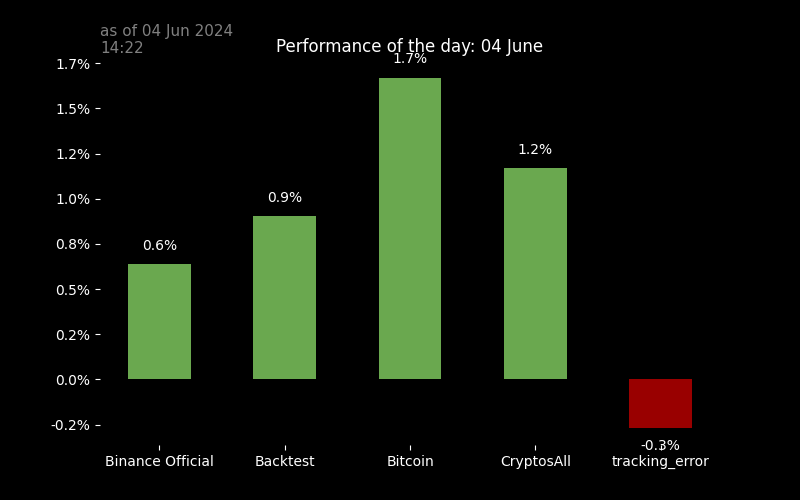 as of 04 Jun 2024
14:22
Performance of the day: 04 June
1.7%
1.5%
1.2%
1.0%
0.8%
0.5%
0.2%
0.0%
-0.2%
0.6%
0.9%
1.7%
1.2%
-0.3%
Binance Official
Backtest
Bitcoin
CryptosAll
tracking_error